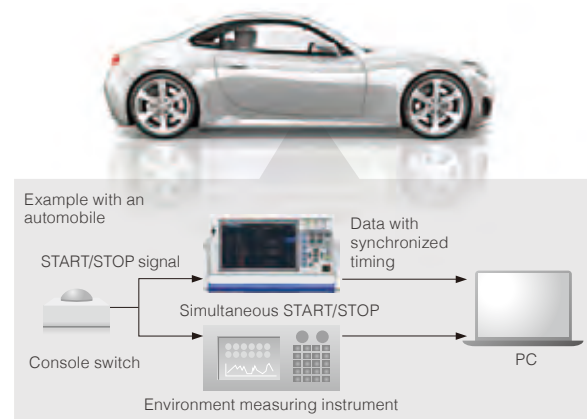 Example with an
automobile
START/STOP signal
Data with
synchronized
timing
Simultaneous START/STOP
Console switch
PC
Environment measuring instrument